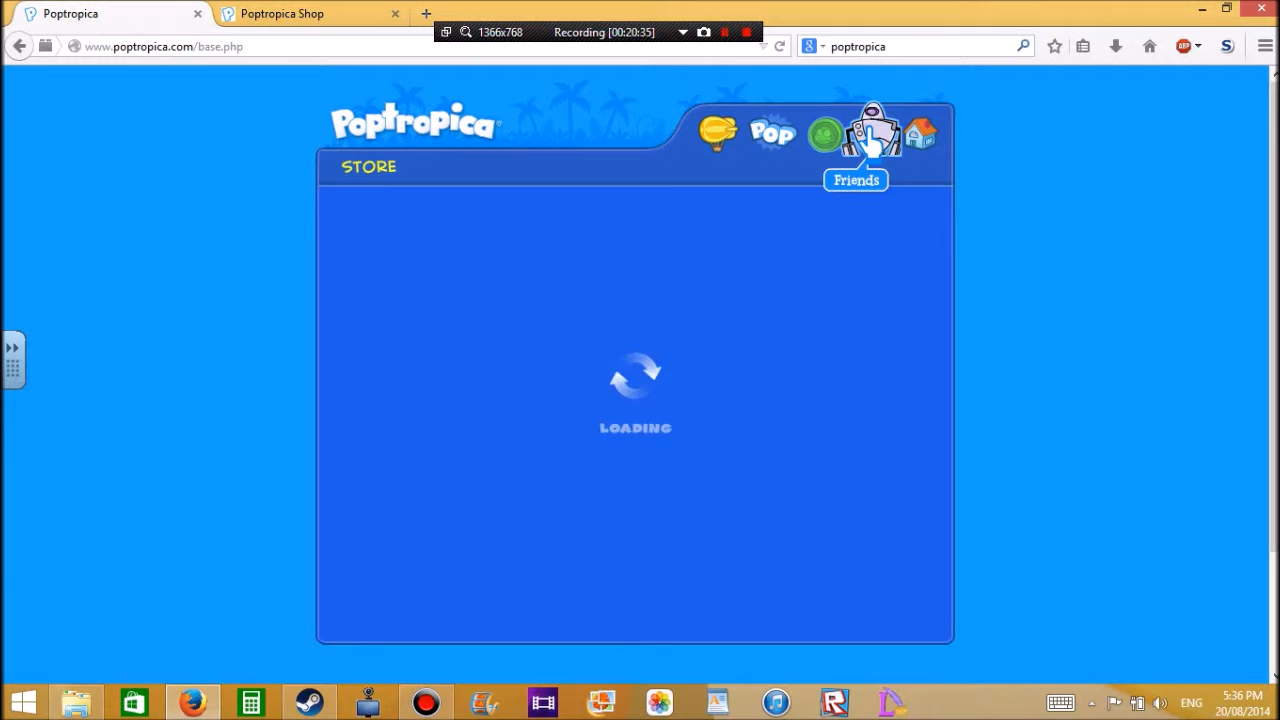 Poptropica
Poptropica Shop
1366x768 Recording [00:20:35]
www.poptropica.com/base.php
poptropica
ABP
S
Poptropica
POP
STORE
Friends
LOADING
ENG
5:36 PM
20/08/2014